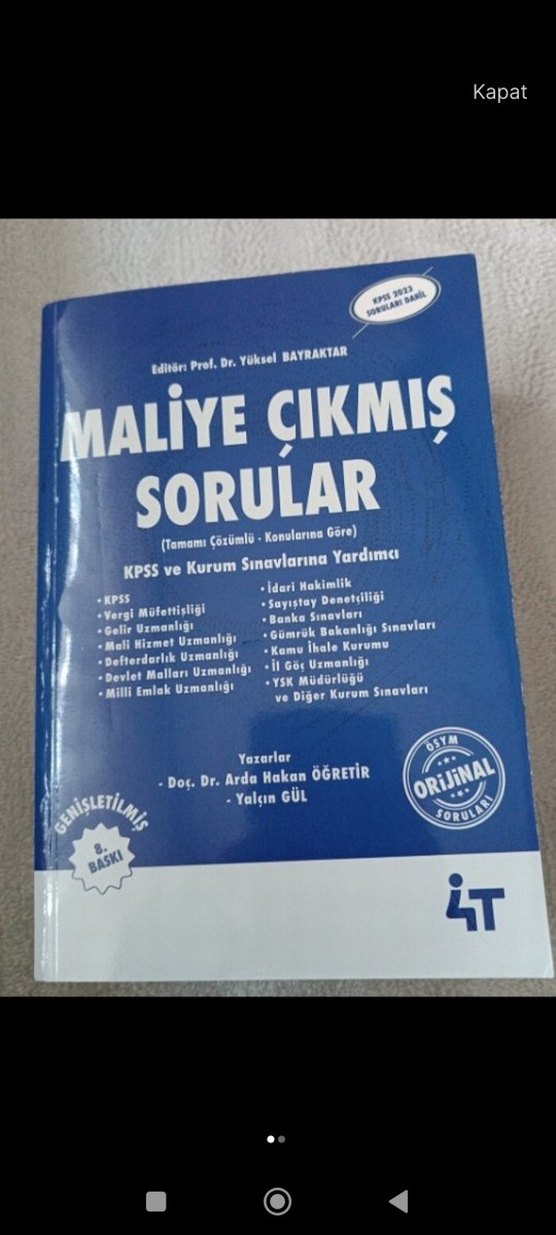 Kapat
KPSS 2023
SORULARI DAHİL
Editör: Prof. Dr. Yüksel BAYRAKTAR
MALİYE ÇIKMIŞ
SORULAR
(Tamamı Çözümlü - Konularına Göre)
KPSS ve Kurum Sınavlarına Yardımcı
• KPSS
• Vergi Müfettişliği
• Gelir Uzmanlığı
• Mali Hizmet Uzmanlığı
• Defterdarlık Uzmanlığı
• Devlet Malları Uzmanlığı
• Milli Emlak Uzmanlığı
• İdari Hakimlik
• Sayıştay Denetçiliği
• Banka Sınavları
• Gümrük Bakanlığı Sınavları
• Kamu İhale Kurumu
• İl Göç Uzmanlığı
• YSK Müdürlüğü
ve Diğer Kurum Sınavları
Yazarlar
- Doç. Dr. Arda Hakan ÖĞRETİR
- Yalçın GÜL
ÖSYM
ORİJİNAL
SORULARI
GENİŞLETİLMİŞ
8.
BASKI
4T